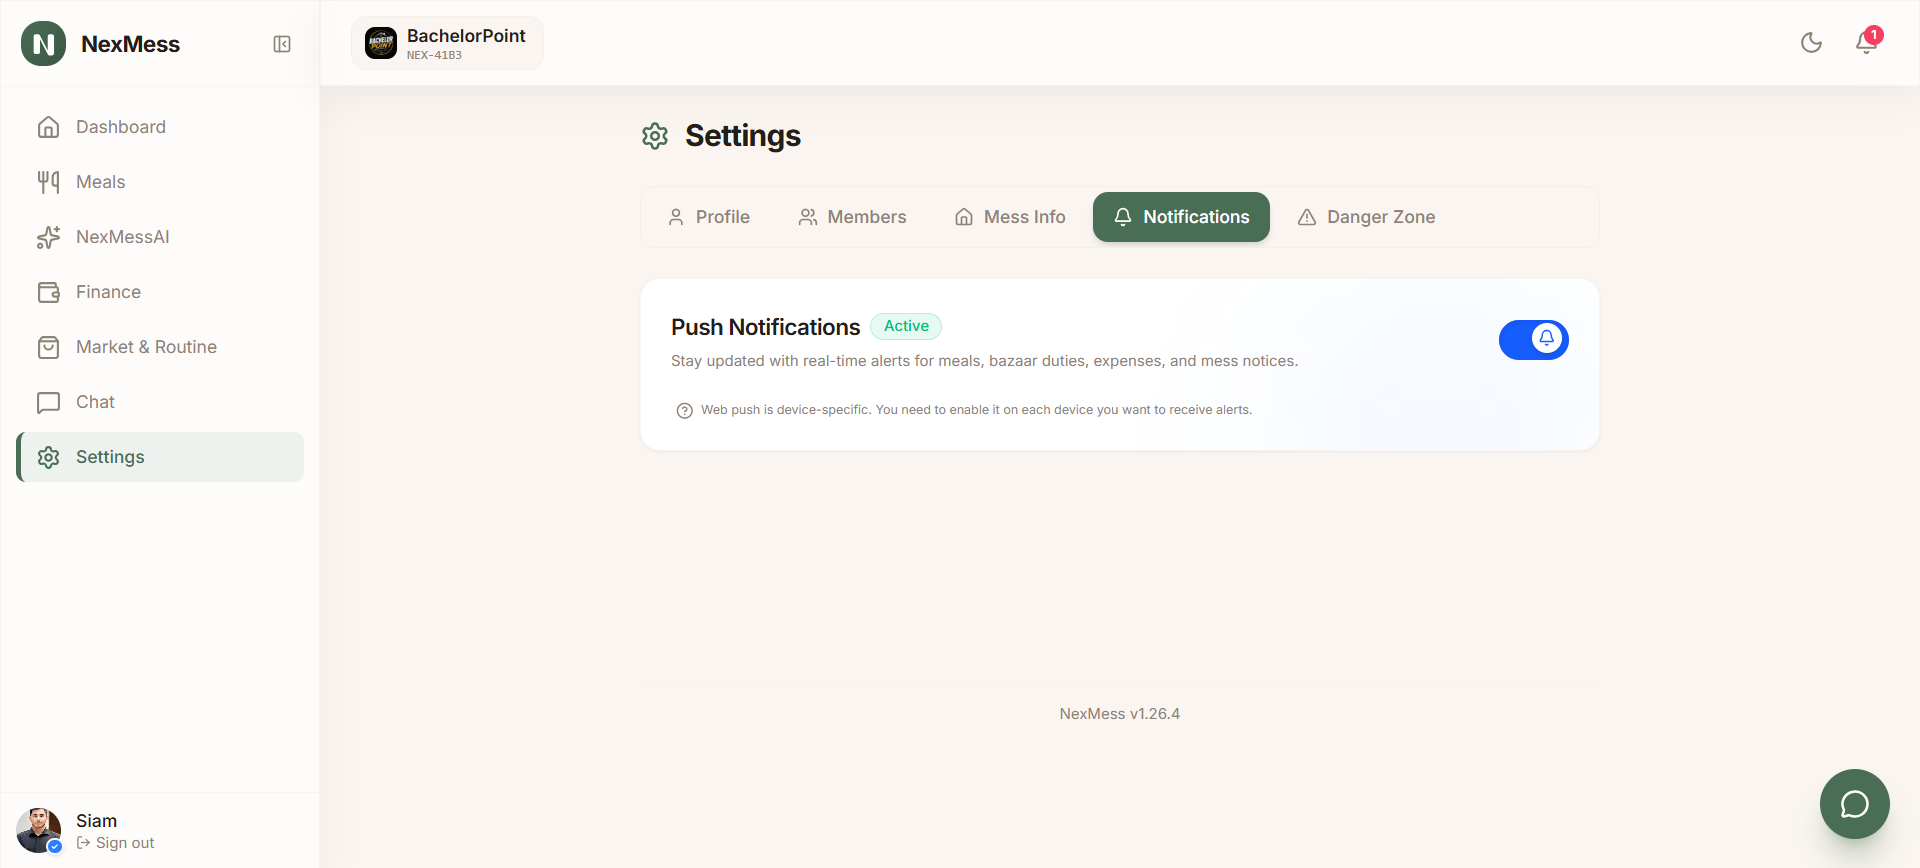 N NexMess
BACHELOR POINT
BachelorPoint
NEX-41B3
1
Dashboard
Meals
NexMessAI
Finance
Market & Routine
Chat
Settings
Settings
Profile
Members
Mess Info
Notifications
Danger Zone
Push Notifications Active
Stay updated with real-time alerts for meals, bazaar duties, expenses, and mess notices.
Web push is device-specific. You need to enable it on each device you want to receive alerts.
NexMess v1.26.4
Siam
Sign out